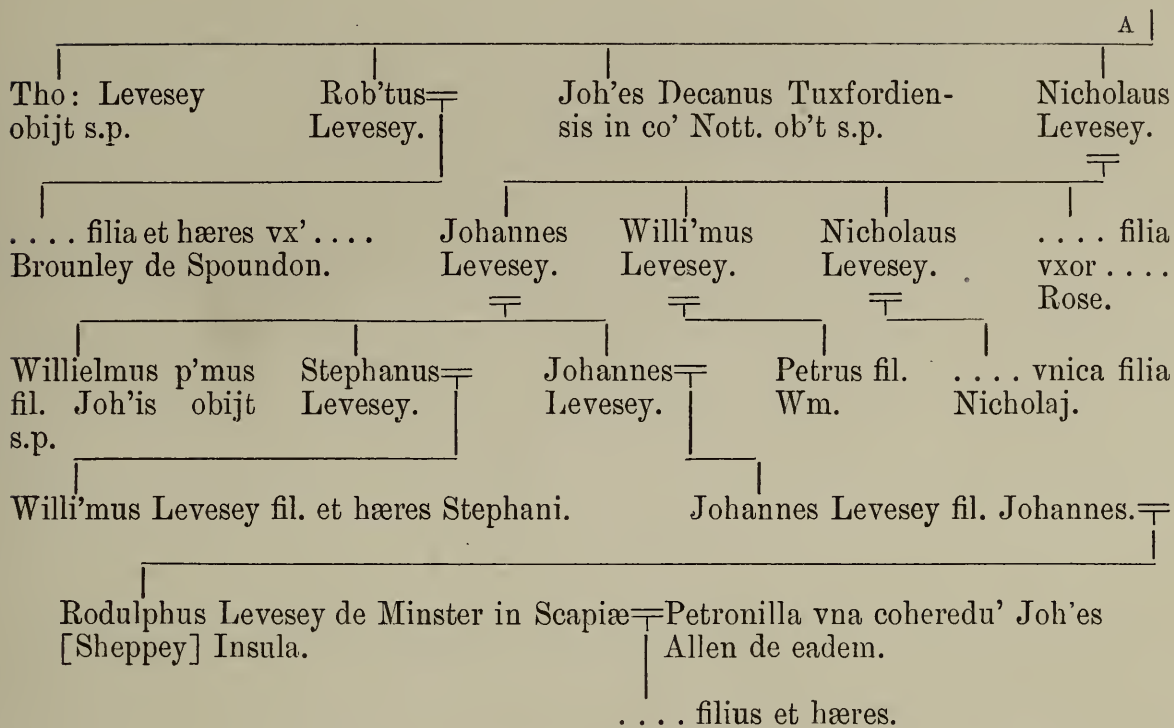 A
Tho: Levesey
obijt s.p.
Rob'tus
Levesey.
Joh'es Decanus Tuxfordien-
sis in co' Nott. ob't s.p.
Nicholaus
Levesey.
. . . . filia et hæres vx' . . . .
Brounley de Spoundon.
Johannes
Levesey.
Willi'mus
Levesey.
Nicholaus
Levesey.
. . . . filia
vxor . . . .
Rose.
Willielmus p'mus
fil. Joh'is obijt
s.p.
Stephanus
Levesey.
Johannes
Levesey.
Petrus fil.
Wm.
. . . . vnica filia
Nicholaj.
Willi'mus Levesey fil. et hæres Stephani.
Johannes Levesey fil. Johannes.
Rodulphus Levesey de Minster in Scapiæ
[Sheppey] Insula.
Petronilla vna coheredu' Joh'es
Allen de eadem.
. . . . filius et hæres.